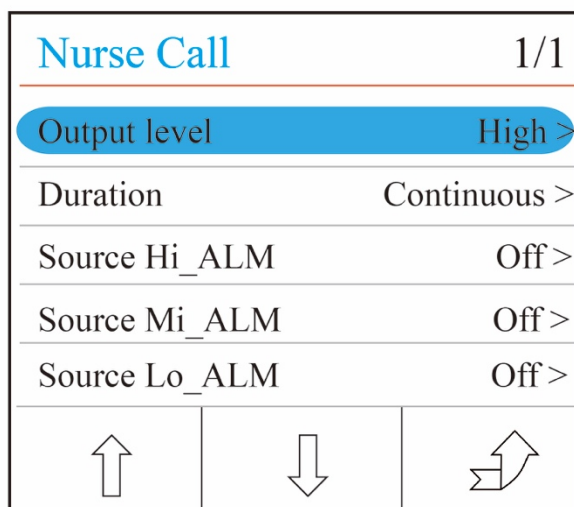 Nurse Call 1/1
Output level High >
Duration Continuous >
Source Hi_ALM Off >
Source Mi_ALM Off >
Source Lo_ALM Off >